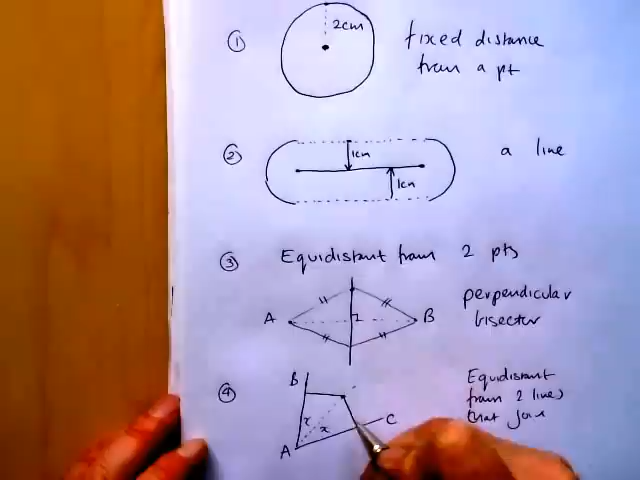 ① 2cm fixed distance
from a pt
② 1cm a line
1cm
③ Equidistant from 2 pts
A B perpendicular
bisector
④ B Equidistant
from 2 lines
x x C that join
A